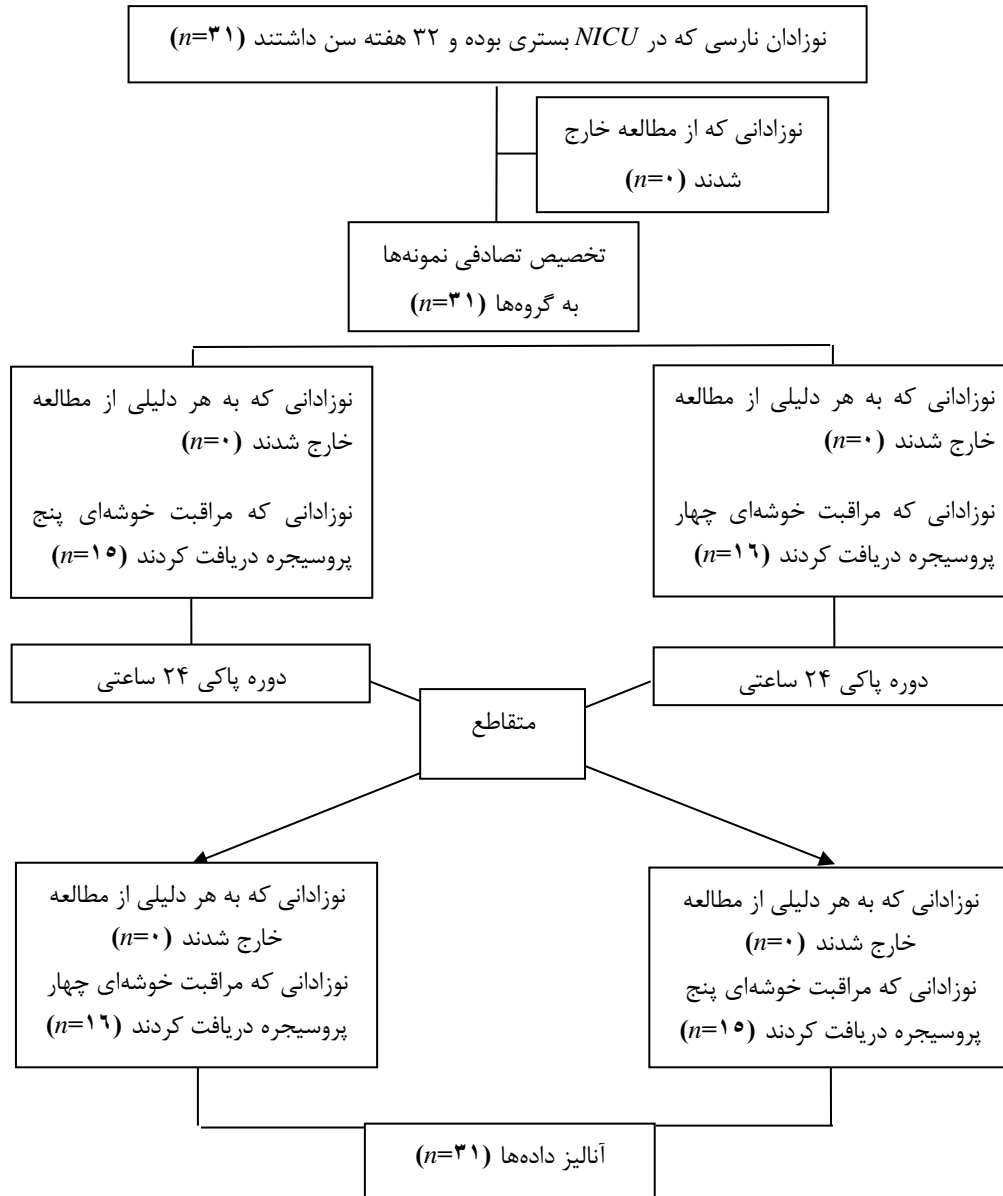 نوزادان نارسی که در NICU بستری بوده و ۳۲ هفته سن داشتند (n=۳۱)
نوزادانی که از مطالعه خارج
شدند (n=۰)
تخصیص تصادفی نمونه‌ها
به گروه‌ها (n=۳۱)
نوزادانی که به هر دلیلی از مطالعه
خارج شدند (n=۰)
نوزادانی که مراقبت خوشه‌ای چهار
پروسیجره دریافت کردند (n=۱۶)
نوزادانی که به هر دلیلی از مطالعه
خارج شدند (n=۰)
نوزادانی که مراقبت خوشه‌ای پنج
پروسیجره دریافت کردند (n=۱۵)
دوره پاکی ۲۴ ساعتی
دوره پاکی ۲۴ ساعتی
متقاطع
نوزادانی که به هر دلیلی از مطالعه
خارج شدند (n=۰)
نوزادانی که مراقبت خوشه‌ای پنج
پروسیجره دریافت کردند (n=۱۵)
نوزادانی که به هر دلیلی از مطالعه
خارج شدند (n=۰)
نوزادانی که مراقبت خوشه‌ای چهار
پروسیجره دریافت کردند (n=۱۶)
آنالیز داده‌ها (n=۳۱)